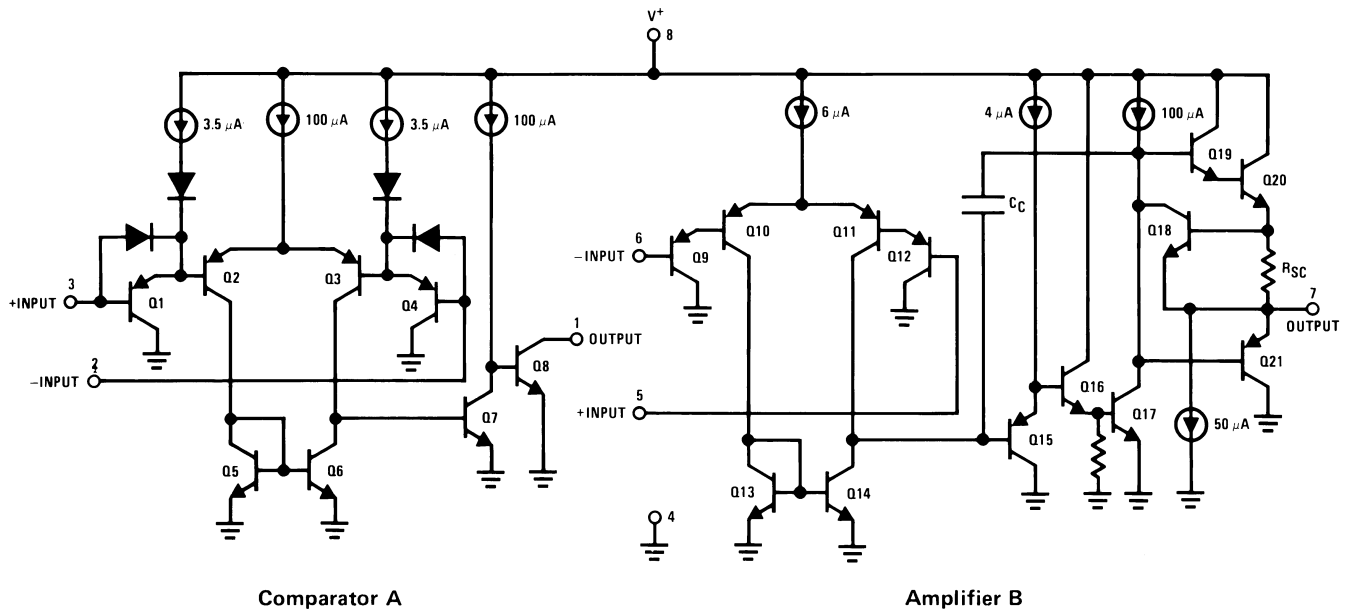 V+
8
3.5 μA
100 μA
3.5 μA
100 μA
6 μA
4 μA
100 μA
Q19
Q20
CC
Q18
RSC
7
OUTPUT
Q10
Q11
Q12
6
−INPUT
Q9
3
+INPUT
Q1
Q2
Q3
Q4
1
OUTPUT
Q8
2
−INPUT
Q7
5
+INPUT
Q16
Q17
Q21
50 μA
Q15
Q5
Q6
Q13
Q14
4
Comparator A
Amplifier B